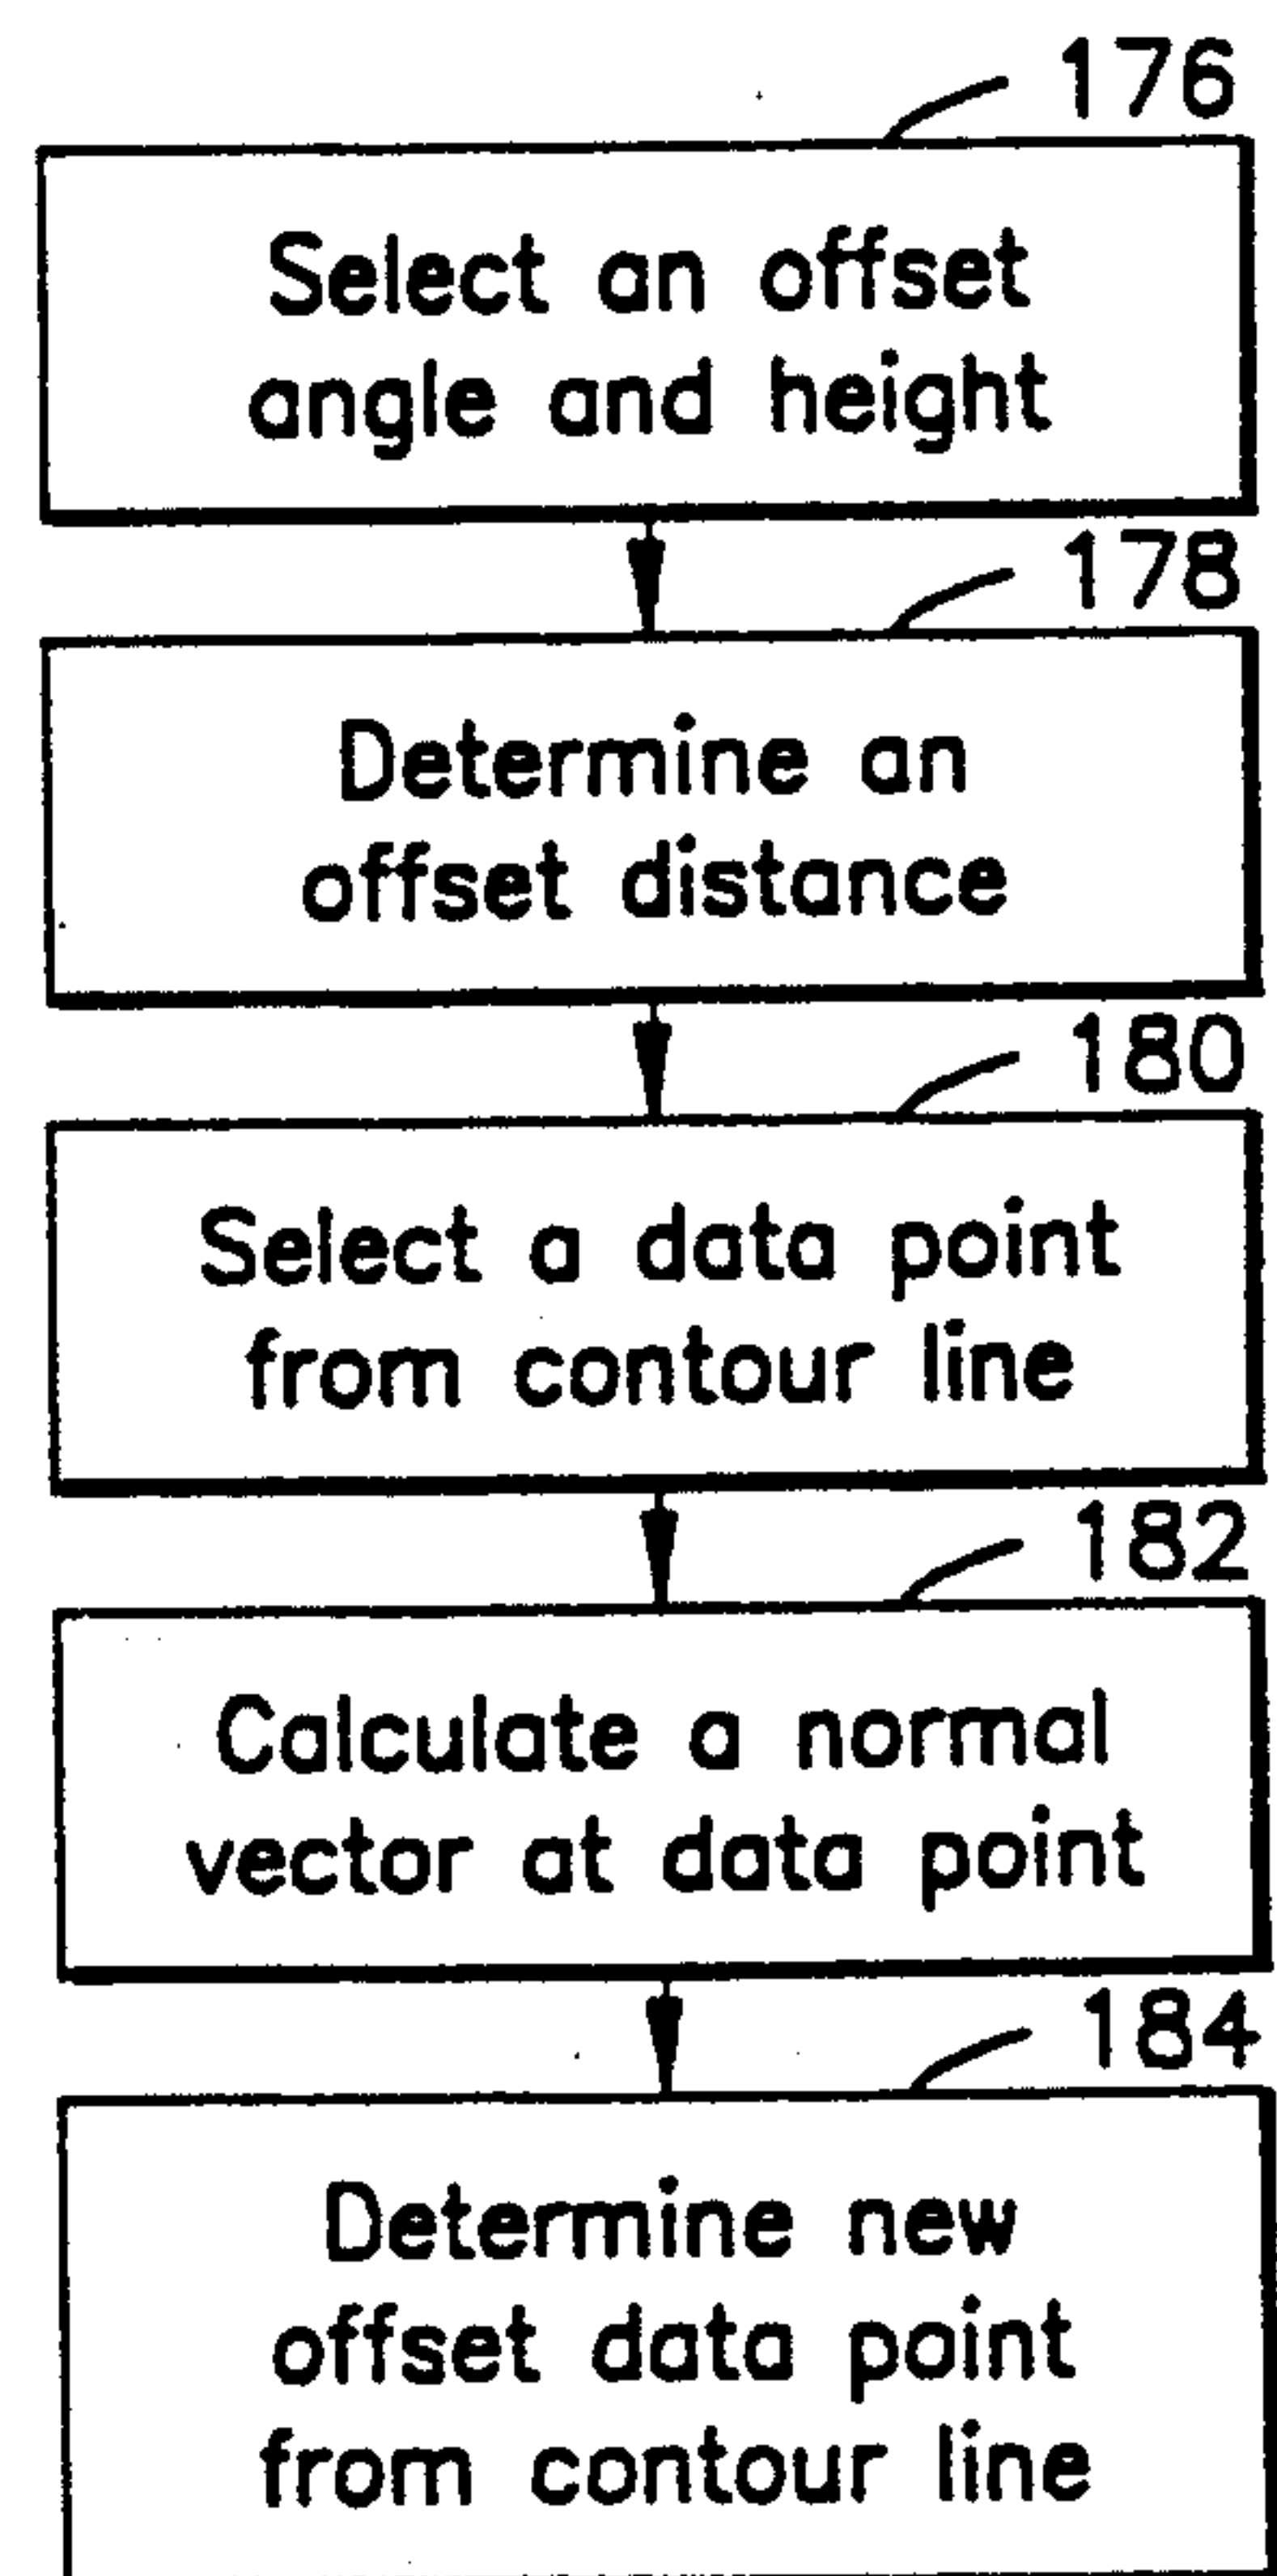 176
Select an offset
angle and height
178
Determine an
offset distance
180
Select a data point
from contour line
182
Calculate a normal
vector at data point
184
Determine new
offset data point
from contour line